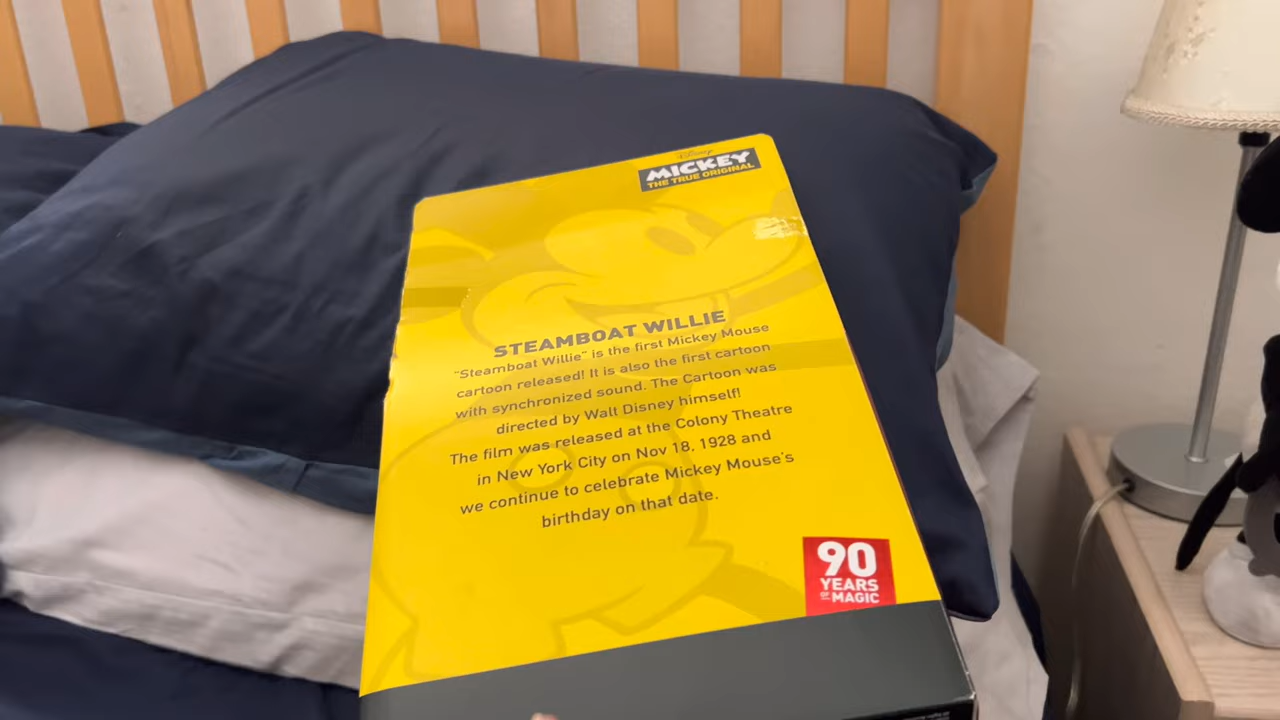 Disney
MICKEY
THE TRUE ORIGINAL
STEAMBOAT WILLIE
"Steamboat Willie" is the first Mickey Mouse
cartoon released! It is also the first cartoon
with synchronized sound. The Cartoon was
directed by Walt Disney himself!
The film was released at the Colony Theatre
in New York City on Nov 18, 1928 and
we continue to celebrate Mickey Mouse's
birthday on that date.
90
YEARS
OF MAGIC